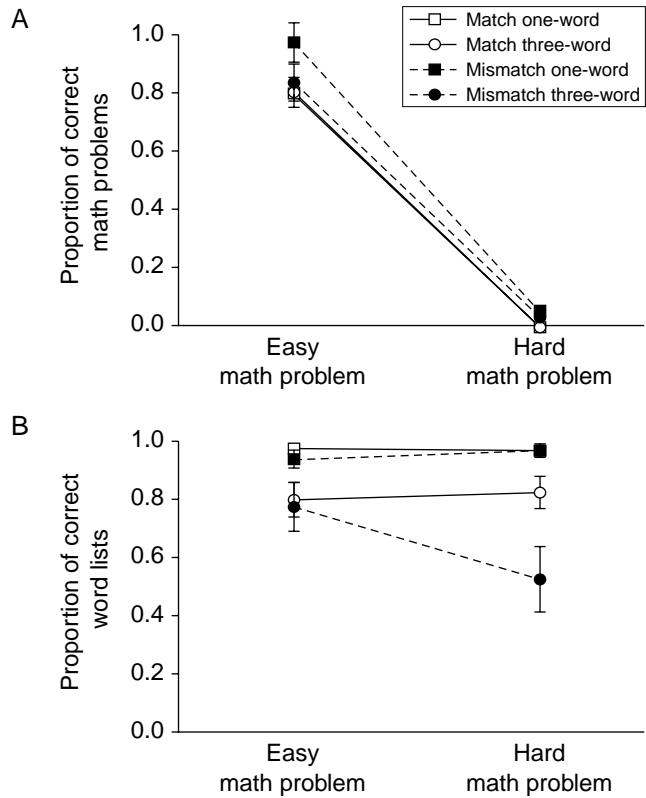 A
Match one-word
Match three-word
Mismatch one-word
Mismatch three-word
Proportion of correct
math problems
1.0
0.8
0.6
0.4
0.2
0.0
Easy
math problem
Hard
math problem
B
Proportion of correct
word lists
1.0
0.8
0.6
0.4
0.2
0.0
Easy
math problem
Hard
math problem